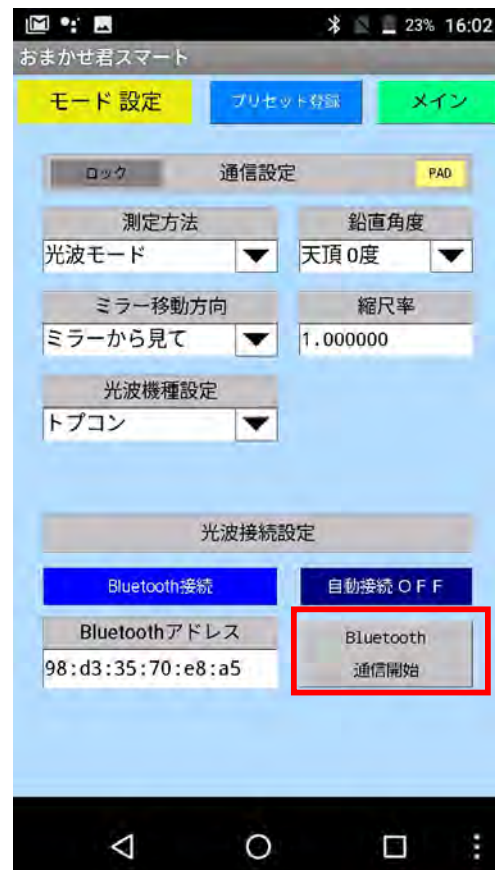 23% 16:02
おまかせ君スマート
モード 設定 プリセット登録 メイン
ロック 通信設定 PAD
測定方法 鉛直角度
光波モード 天頂 0度
ミラー移動方向 縮尺率
ミラーから見て 1.000000
光波機種設定
トプコン
光波接続設定
Bluetooth接続 自動接続 OFF
Bluetoothアドレス Bluetooth
98:d3:35:70:e8:a5 通信開始